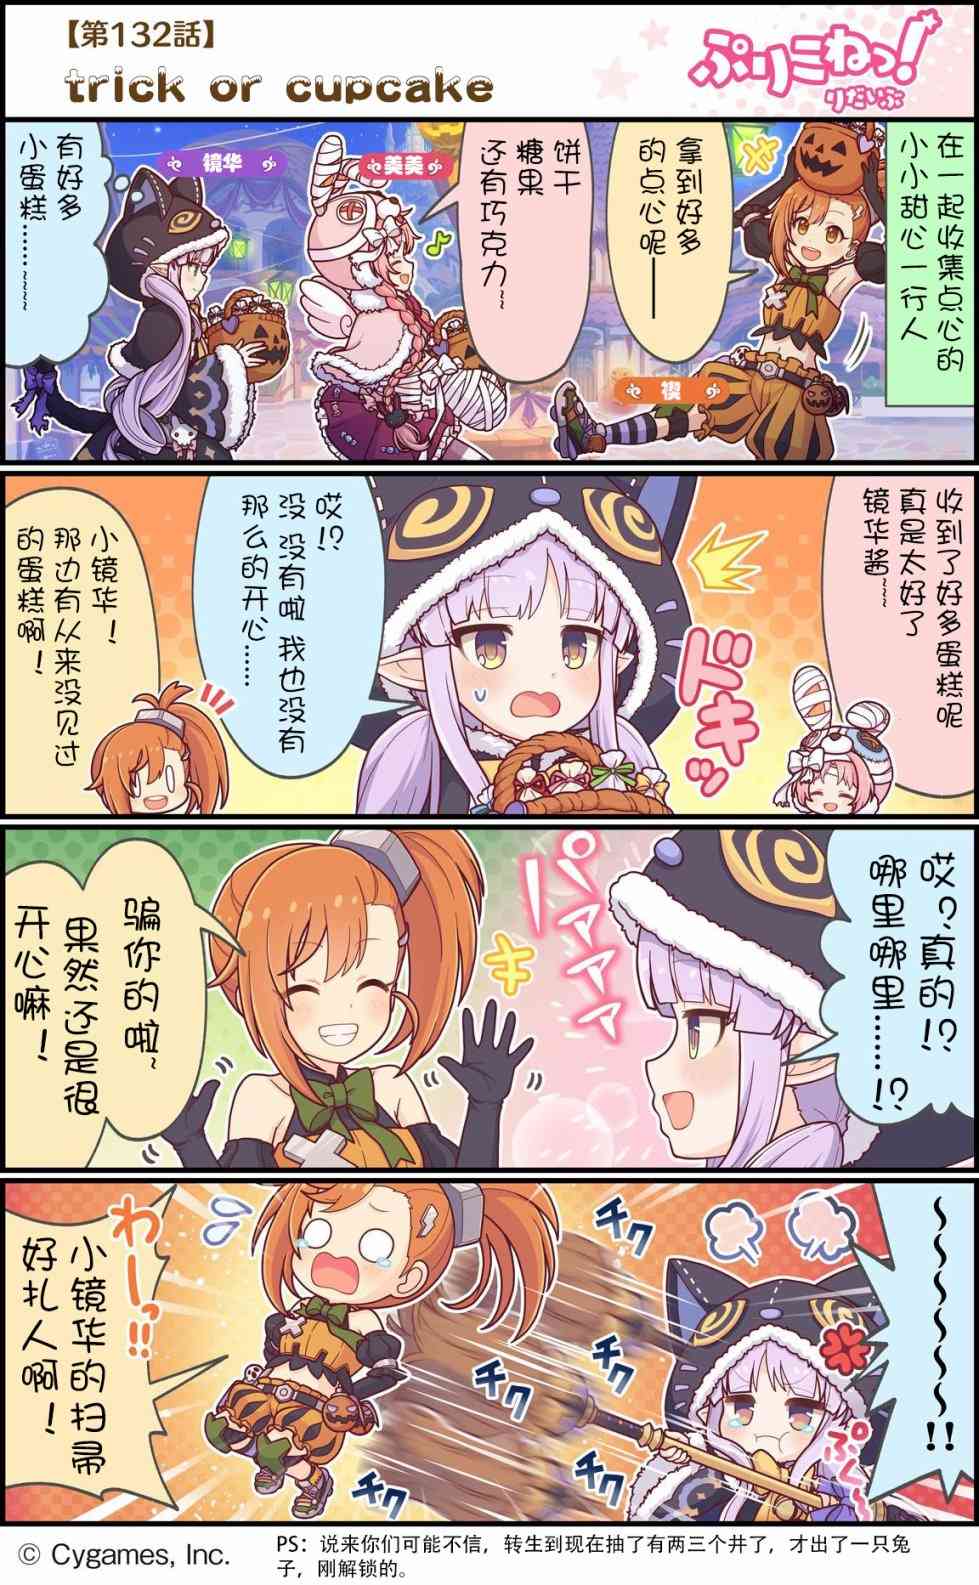 【第132話】
trick or cupcake
ぷりこねっ!
りだいぶ
在一起收集点心的
小小甜心一行人
拿到好多
的点心呢——
禊
饼干
糖果
还有巧克力~
美美
镜华
有好多
小蛋糕……~~~
收到了好多蛋糕呢
真是太好了
镜华酱~~
ドキッ
哎!?
没 没有啦 我也没有
那么的开心……
小镜华！
那边有从来没见过
的蛋糕啊！
哎？真的!?
哪里哪里……!?
パアァァァ
骗你的啦~
果然还是很
开心嘛！
～～～～～～!!
ぷく～
チク
チク
チク
チク
チク
わーっ!!
小镜华的扫帚
好扎人啊！
© Cygames, Inc.
PS：说来你们可能不信，转生到现在抽了有两三个井了，才出了一只兔
子，刚解锁的。